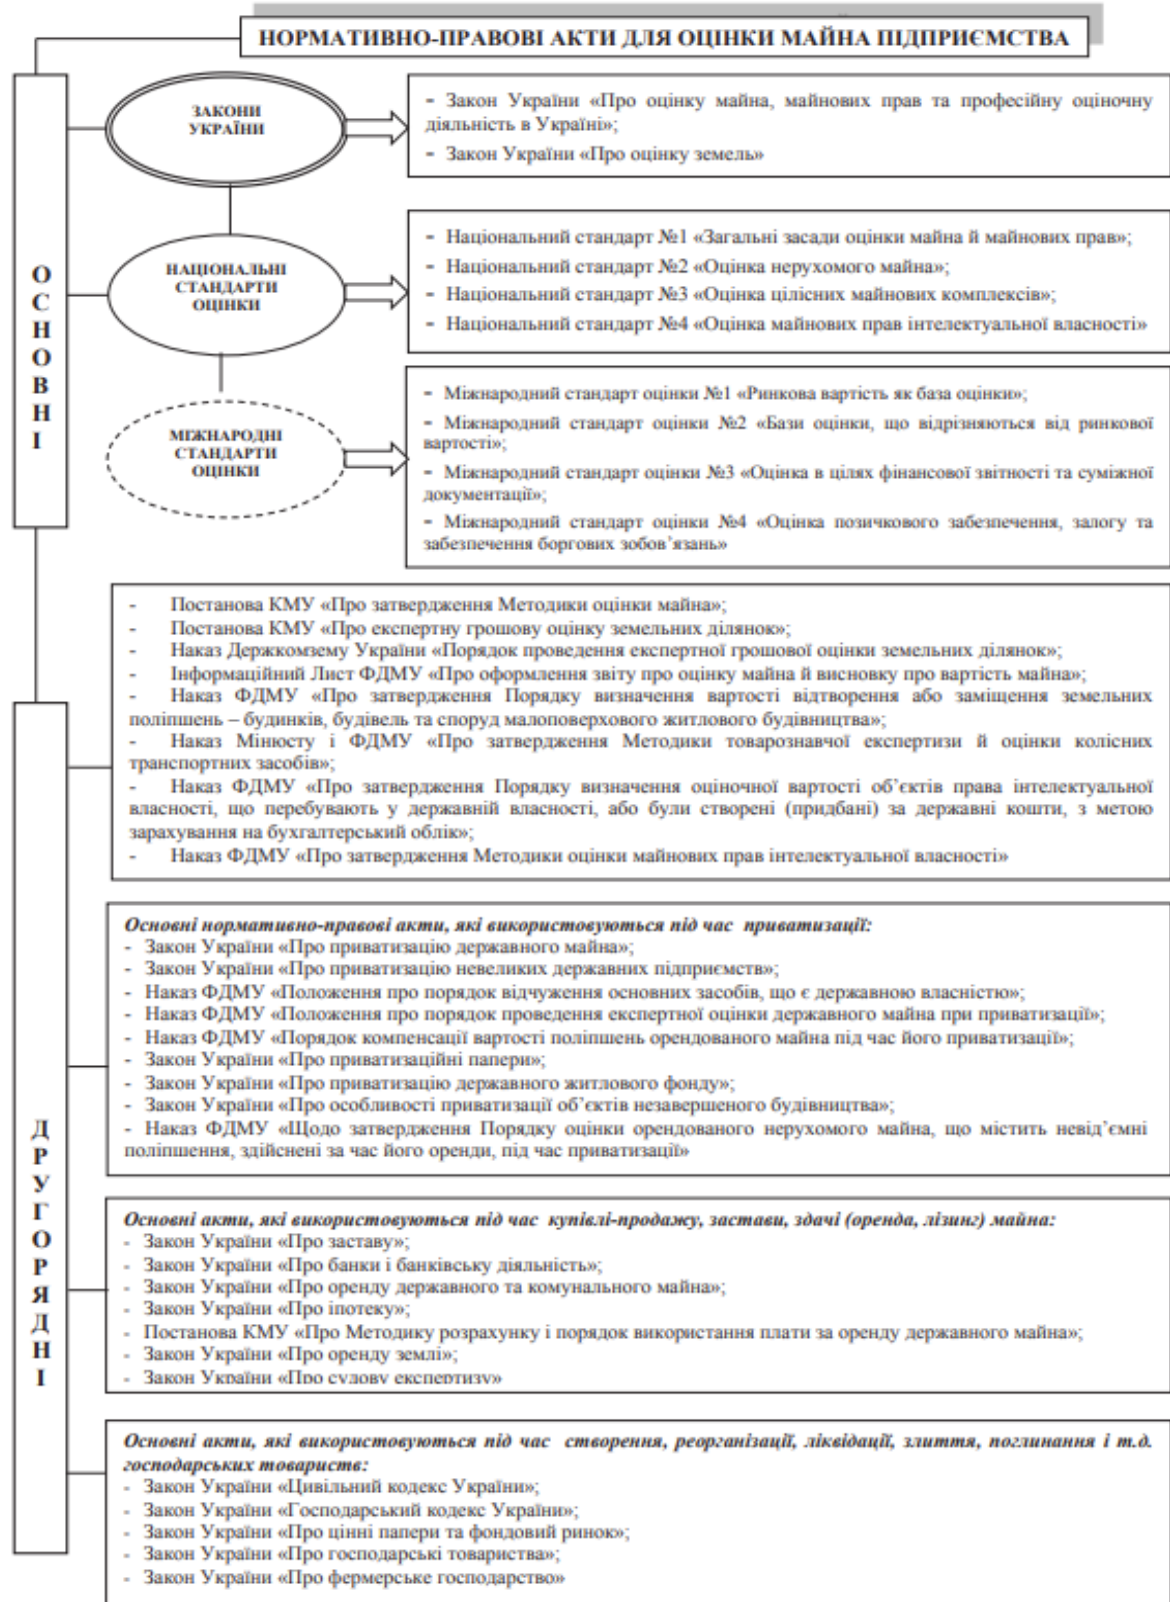 НОРМАТИВНО-ПРАВОВІ АКТИ ДЛЯ ОЦІНКИ МАЙНА ПІДПРИЄМСТВА
ОСНОВНІ
ЗАКОНИ
УКРАЇНИ
- Закон України «Про оцінку майна, майнових прав та професійну оціночну
діяльність в Україні»;
- Закон України «Про оцінку земель»
НАЦІОНАЛЬНІ
СТАНДАРТИ
ОЦІНКИ
- Національний стандарт №1 «Загальні засади оцінки майна й майнових прав»;
- Національний стандарт №2 «Оцінка нерухомого майна»;
- Національний стандарт №3 «Оцінка цілісних майнових комплексів»;
- Національний стандарт №4 «Оцінка майнових прав інтелектуальної власності»
МІЖНАРОДНІ
СТАНДАРТИ
ОЦІНКИ
- Міжнародний стандарт оцінки №1 «Ринкова вартість як база оцінки»;
- Міжнародний стандарт оцінки №2 «Бази оцінки, що відрізняються від ринкової
вартості»;
- Міжнародний стандарт оцінки №3 «Оцінка в цілях фінансової звітності та суміжної
документації»;
- Міжнародний стандарт оцінки №4 «Оцінка позичкового забезпечення, залогу та
забезпечення боргових зобов’язань»
ДРУГОРЯДНІ
- Постанова КМУ «Про затвердження Методики оцінки майна»;
- Постанова КМУ «Про експертну грошову оцінку земельних ділянок»;
- Наказ Держкомзему України «Порядок проведення експертної грошової оцінки земельних ділянок»;
- Інформаційний Лист ФДМУ «Про оформлення звіту про оцінку майна й висновку про вартість майна»;
- Наказ ФДМУ «Про затвердження Порядку визначення вартості відтворення або заміщення земельних
поліпшень – будинків, будівель та споруд малоповерхового житлового будівництва»;
- Наказ Мінюсту і ФДМУ «Про затвердження Методики товарознавчої експертизи й оцінки колісних
транспортних засобів»;
- Наказ ФДМУ «Про затвердження Порядку визначення оціночної вартості об’єктів права інтелектуальної
власності, що перебувають у державній власності, або були створені (придбані) за державні кошти, з метою
зарахування на бухгалтерський облік»;
- Наказ ФДМУ «Про затвердження Методики оцінки майнових прав інтелектуальної власності»
Основні нормативно-правові акти, які використовуються під час приватизації:
- Закон України «Про приватизацію державного майна»;
- Закон України «Про приватизацію невеликих державних підприємств»;
- Наказ ФДМУ «Положення про порядок відчуження основних засобів, що є державною власністю»;
- Наказ ФДМУ «Положення про порядок проведення експертної оцінки державного майна при приватизації»;
- Наказ ФДМУ «Порядок компенсації вартості поліпшень орендованого майна під час його приватизації»;
- Закон України «Про приватизаційні папери»;
- Закон України «Про приватизацію державного житлового фонду»;
- Закон України «Про особливості приватизації об’єктів незавершеного будівництва»;
- Наказ ФДМУ «Щодо затвердження Порядку оцінки орендованого нерухомого майна, що містить невід’ємні
поліпшення, здійснені за час його оренди, під час приватизації»
Основні акти, які використовуються під час купівлі-продажу, застави, здачі (оренда, лізинг) майна:
- Закон України «Про заставу»;
- Закон України «Про банки і банківську діяльність»;
- Закон України «Про оренду державного та комунального майна»;
- Закон України «Про іпотеку»;
- Постанова КМУ «Про Методику розрахунку і порядок використання плати за оренду державного майна»;
- Закон України «Про оренду землі»;
- Закон України «Про судову експертизу»
Основні акти, які використовуються під час створення, реорганізації, ліквідації, злиття, поглинання і т.д.
господарських товариств:
- Закон України «Цивільний кодекс України»;
- Закон України «Господарський кодекс України»;
- Закон України «Про цінні папери та фондовий ринок»;
- Закон України «Про господарські товариства»;
- Закон України «Про фермерське господарство»